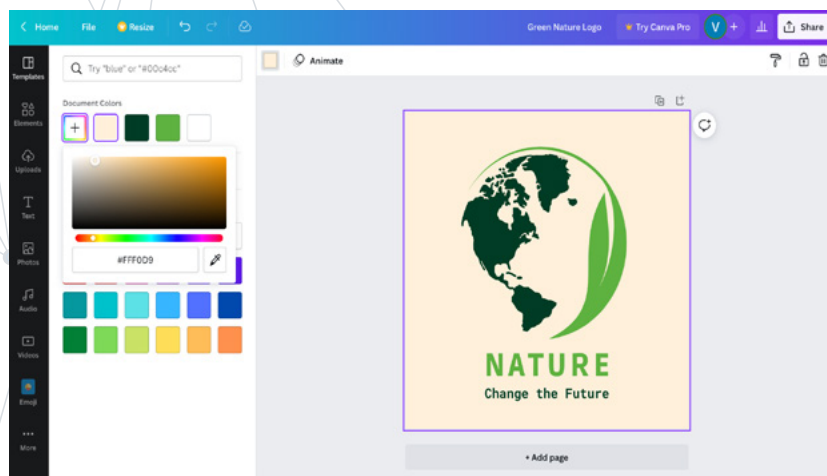 Home File Resize Green Nature Logo Try Canva Pro V + Share
Templates
Elements
Uploads
Text
Photos
Audio
Videos
Emoji
More
Try "blue" or "#00c4cc"
Document Colors
+
#FFF0D9
Animate
NATURE
Change the Future
+ Add page